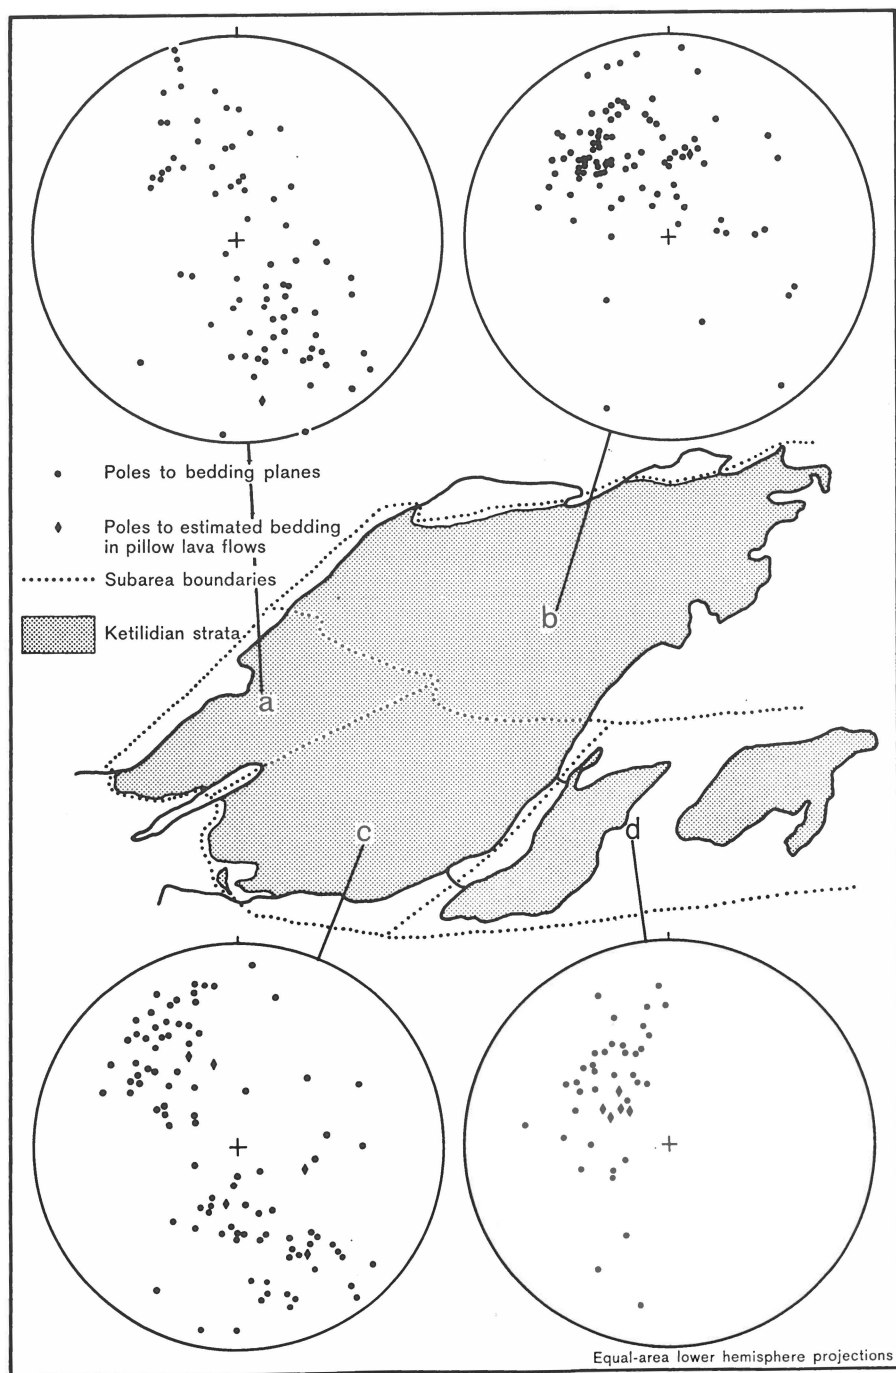 Poles to bedding planes
Poles to estimated bedding
in pillow lava flows
Subarea boundaries
Ketilidian strata
a
b
c
d
Equal-area lower hemisphere projections